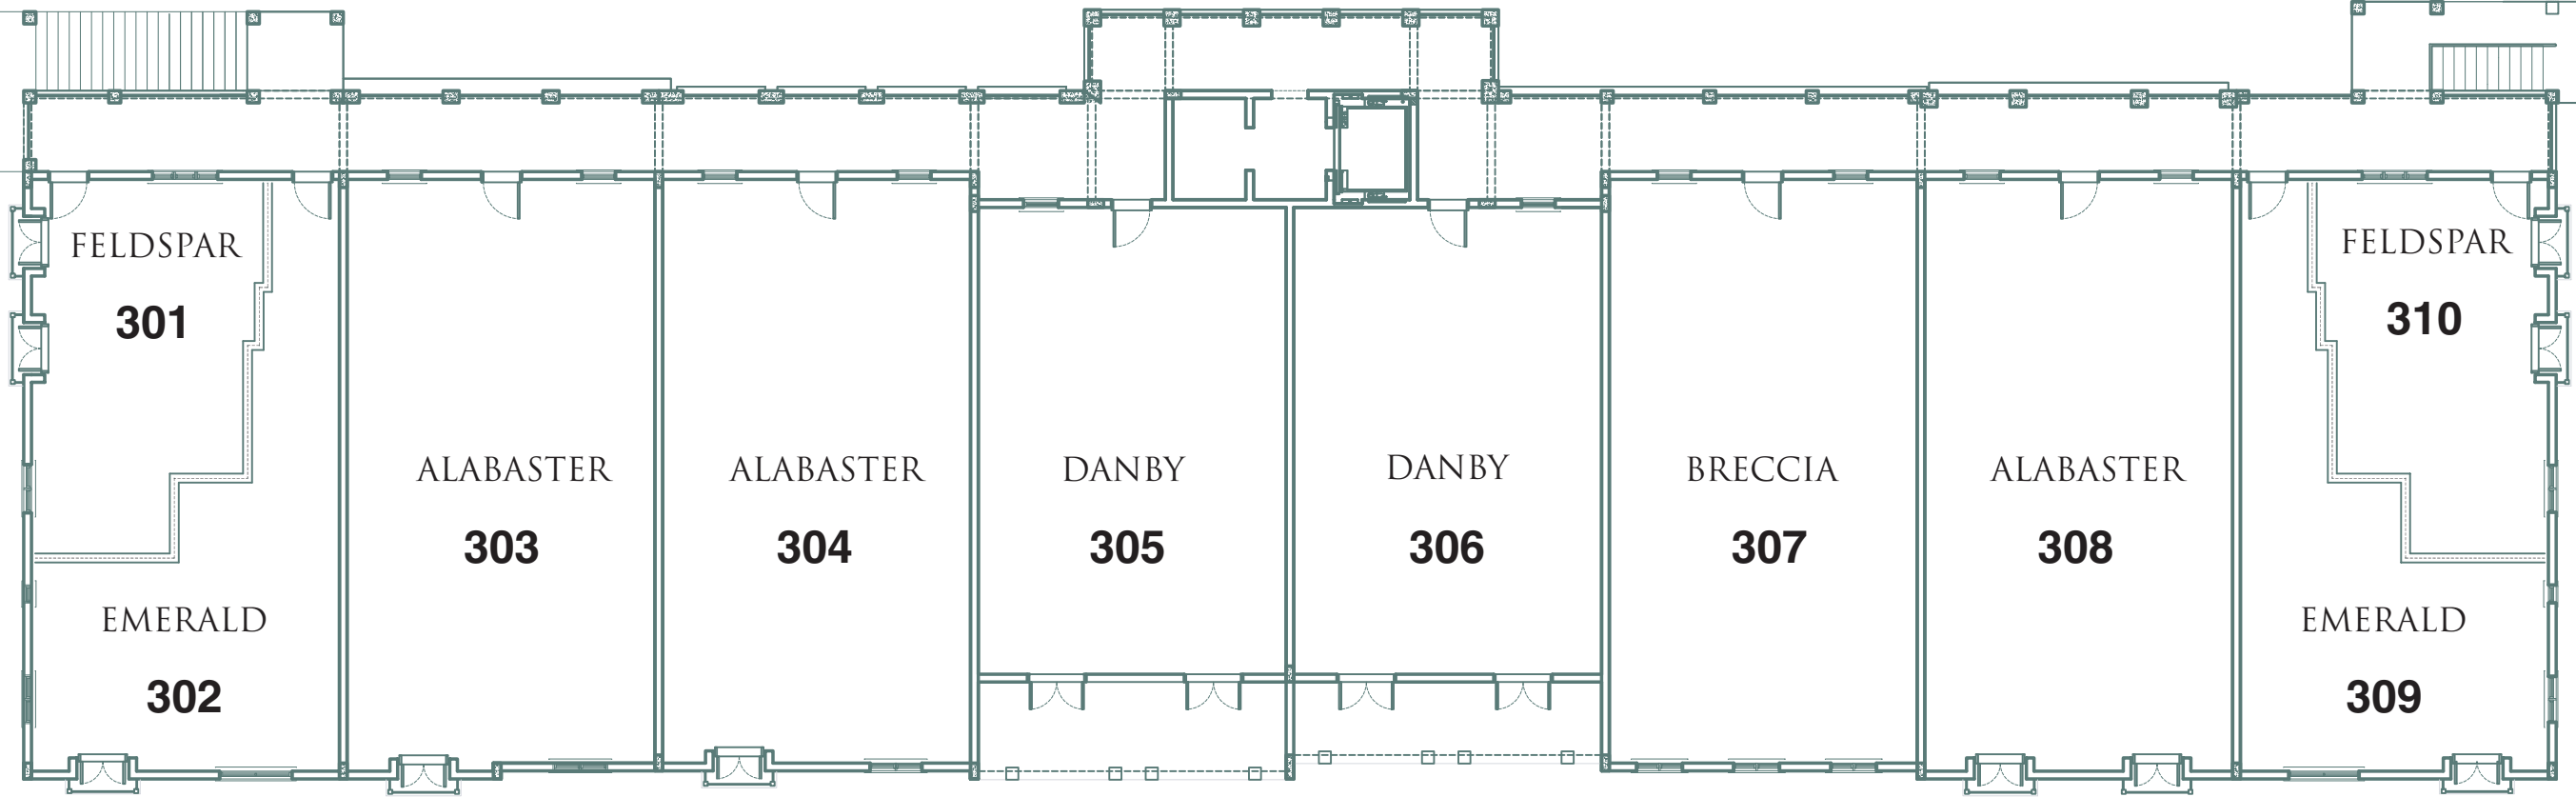 FELDSPAR
301
EMERALD
302
ALABASTER
303
ALABASTER
304
DANBY
305
DANBY
306
BRECCIA
307
ALABASTER
308
FELDSPAR
310
EMERALD
309